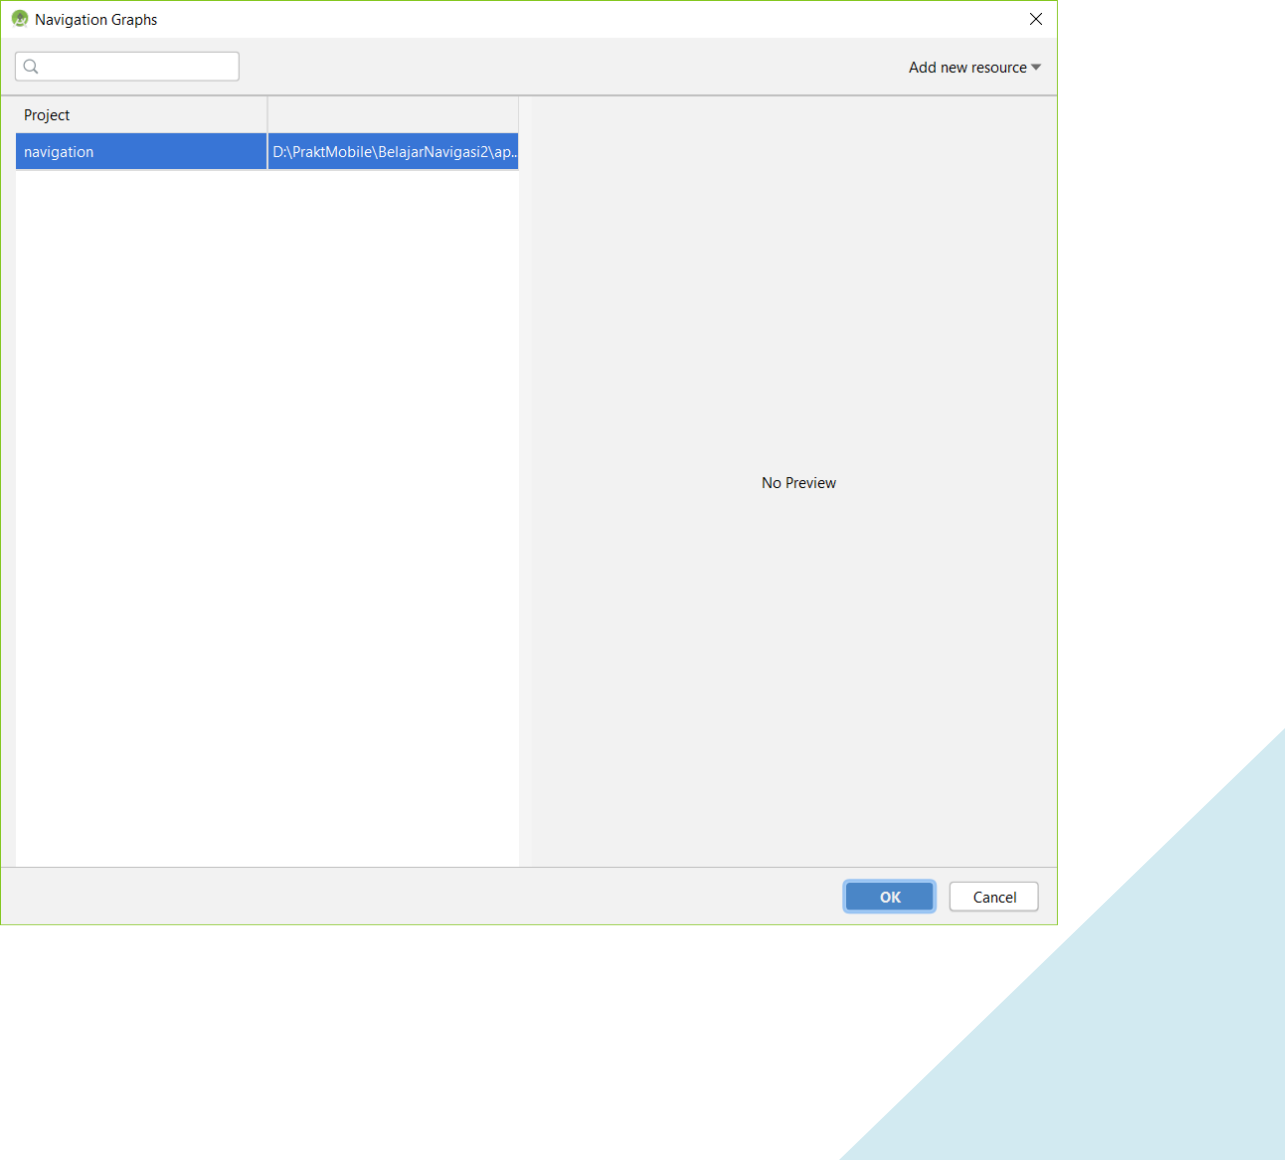 Navigation Graphs
Add new resource
Project
navigation D:\PraktMobile\BelajarNavigasi2\ap..
No Preview
OK Cancel